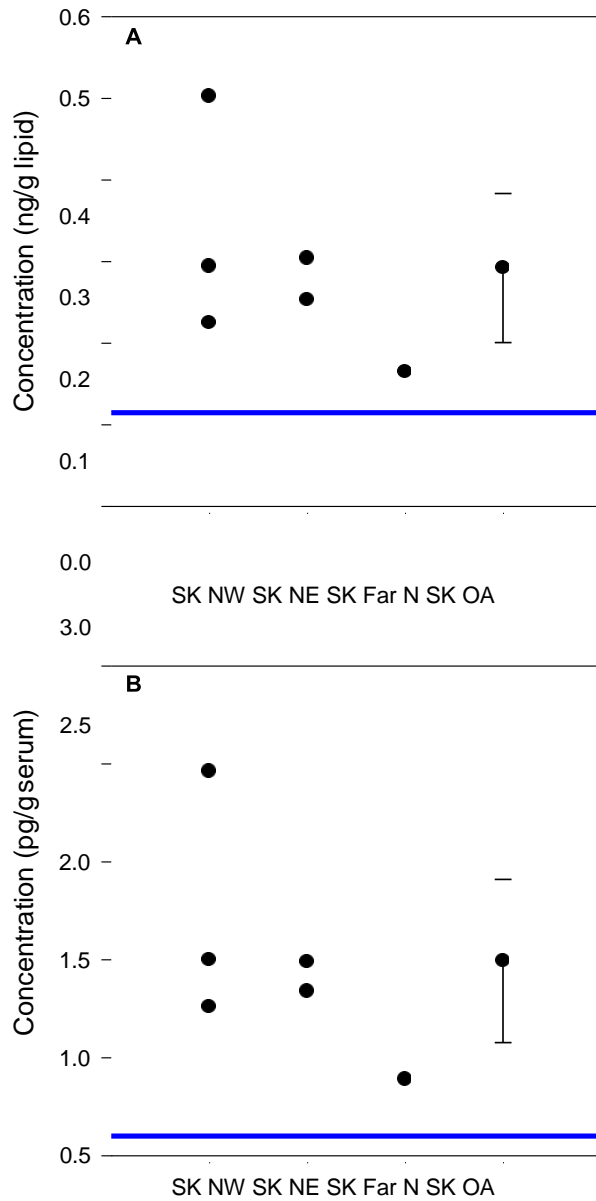 0.6
A
0.5
Concentration (ng/g lipid)
0.4
0.3
0.2
0.1
0.0
SK NW SK NE SK Far N SK OA
3.0
B
2.5
Concentration (pg/gserum)
2.0
1.5
1.0
0.5
SK NW SK NE SK Far N SK OA